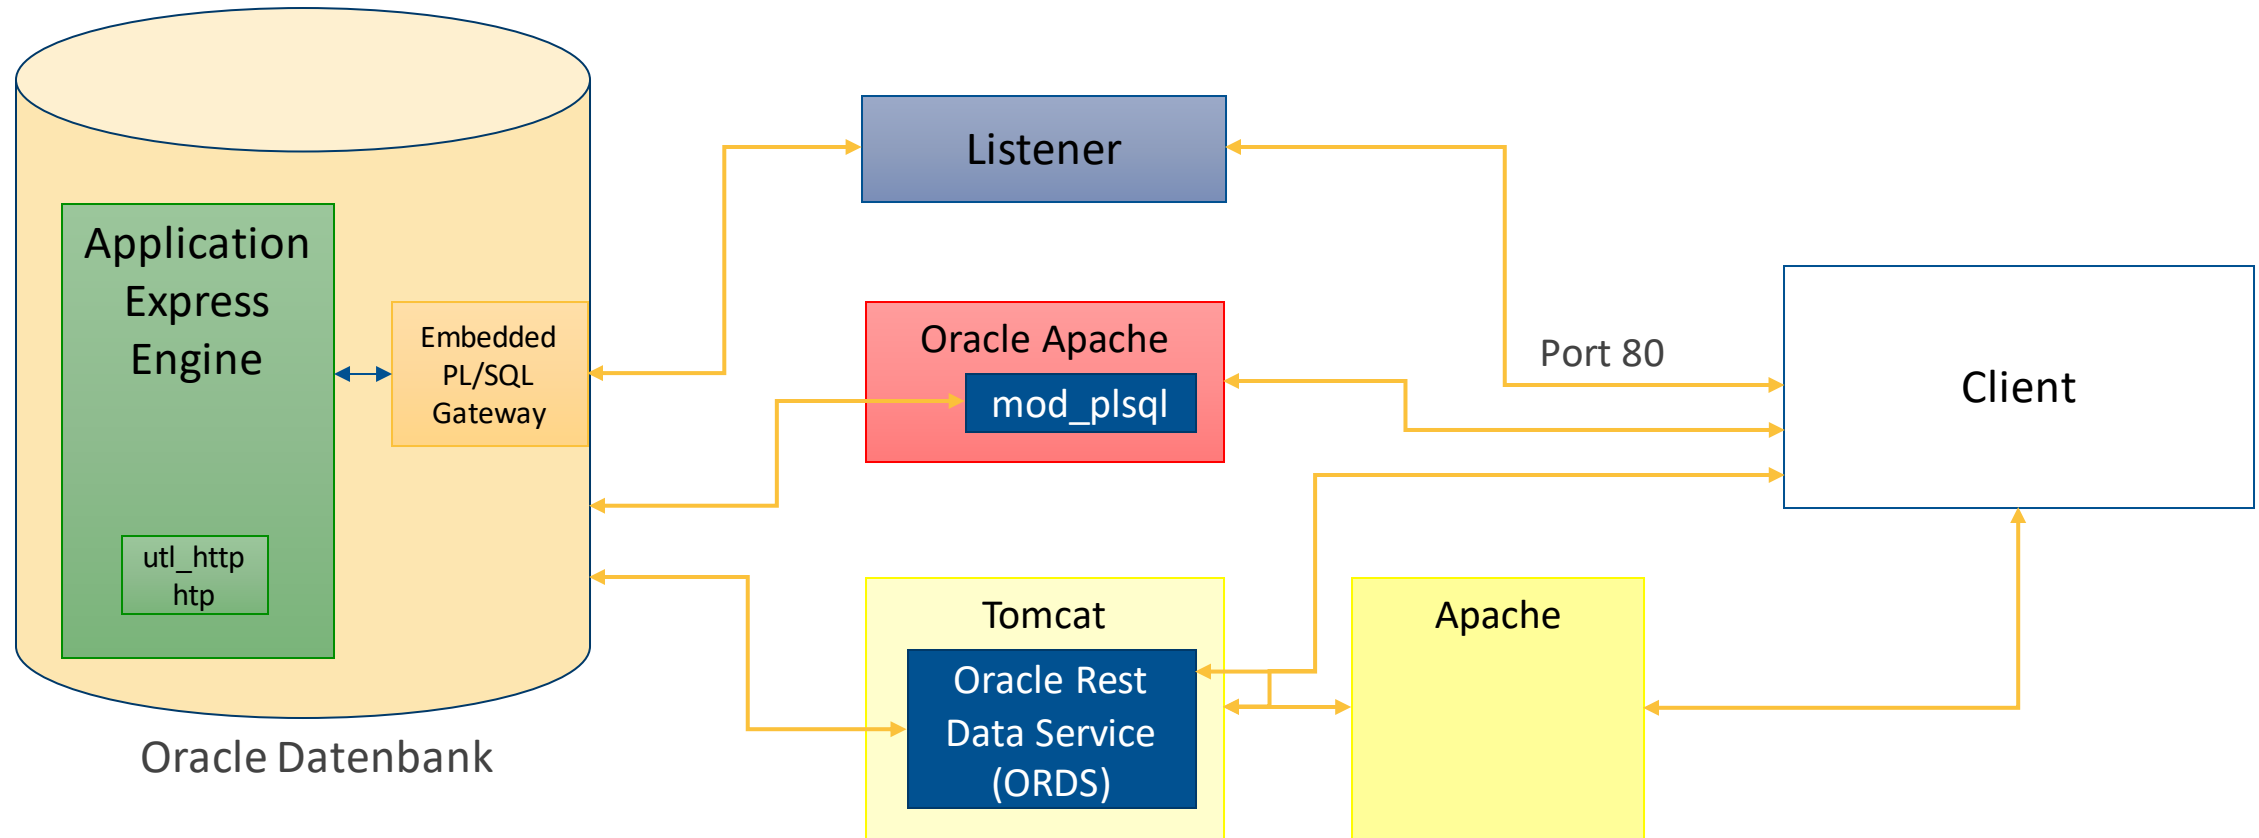 Application
Express
Engine
utl_http
htp
Embedded
PL/SQL
Gateway
Oracle Datenbank
Listener
Oracle Apache
mod_plsql
Tomcat
Oracle Rest
Data Service
(ORDS)
Apache
Port 80
Client